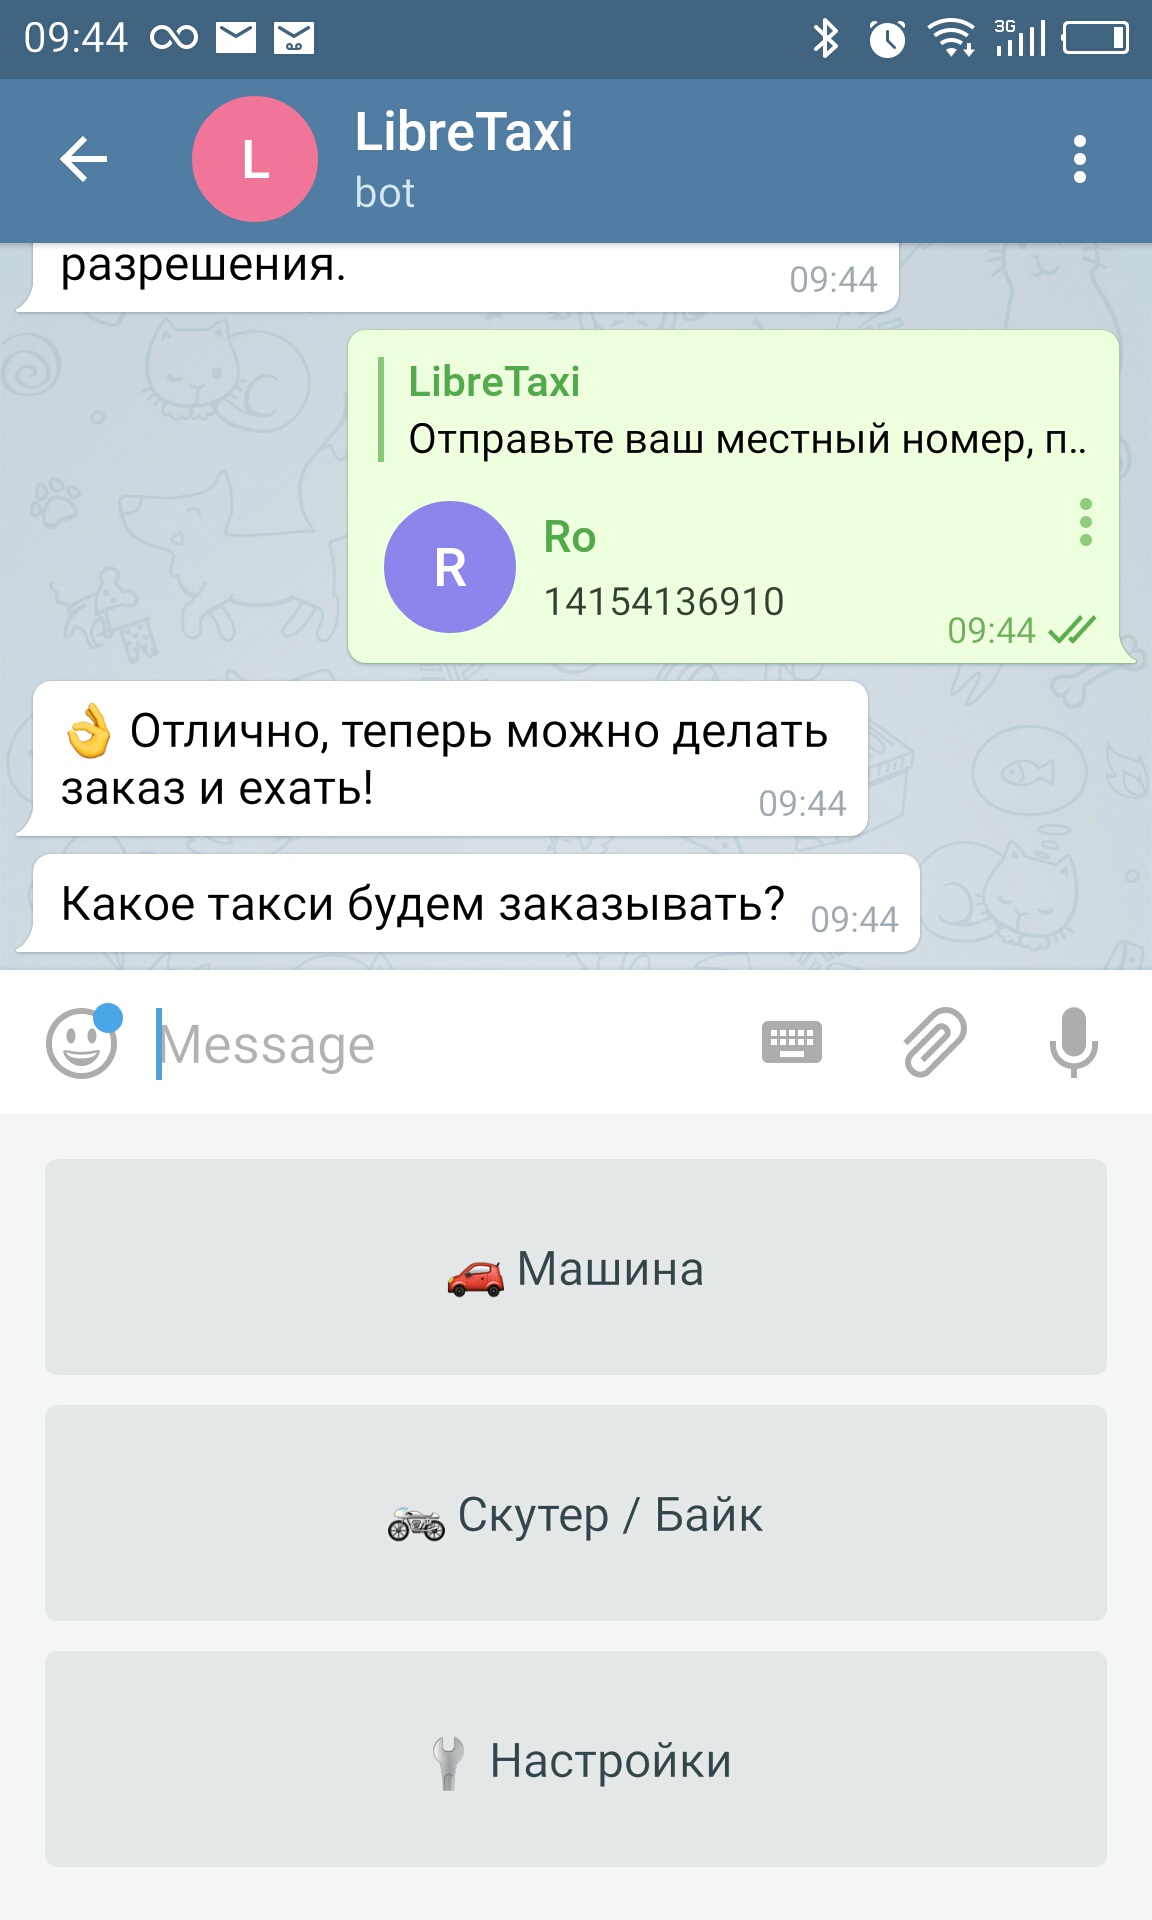 09:44
3G
L
LibreTaxi
bot
разрешения.
09:44
LibreTaxi
Отправьте ваш местный номер, п..
R
Ro
14154136910
09:44
👌 Отлично, теперь можно делать
заказ и ехать!
09:44
Какое такси будем заказывать?
09:44
Message
🚗 Машина
🏍 Скутер / Байк
🔧 Настройки